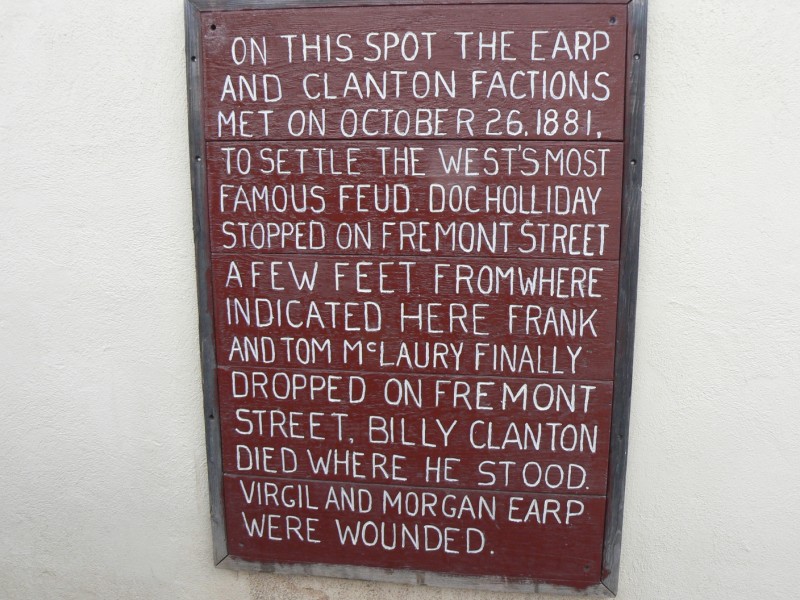 ON THIS SPOT THE EARP
AND CLANTON FACTIONS
MET ON OCTOBER 26, 1881,
TO SETTLE THE WEST'S MOST
FAMOUS FEUD. DOC HOLLIDAY
STOPPED ON FREMONT STREET
A FEW FEET FROM WHERE
INDICATED HERE FRANK
AND TOM McLAURY FINALLY
DROPPED ON FREMONT
STREET, BILLY CLANTON
DIED WHERE HE STOOD.
VIRGIL AND MORGAN EARP
WERE WOUNDED.